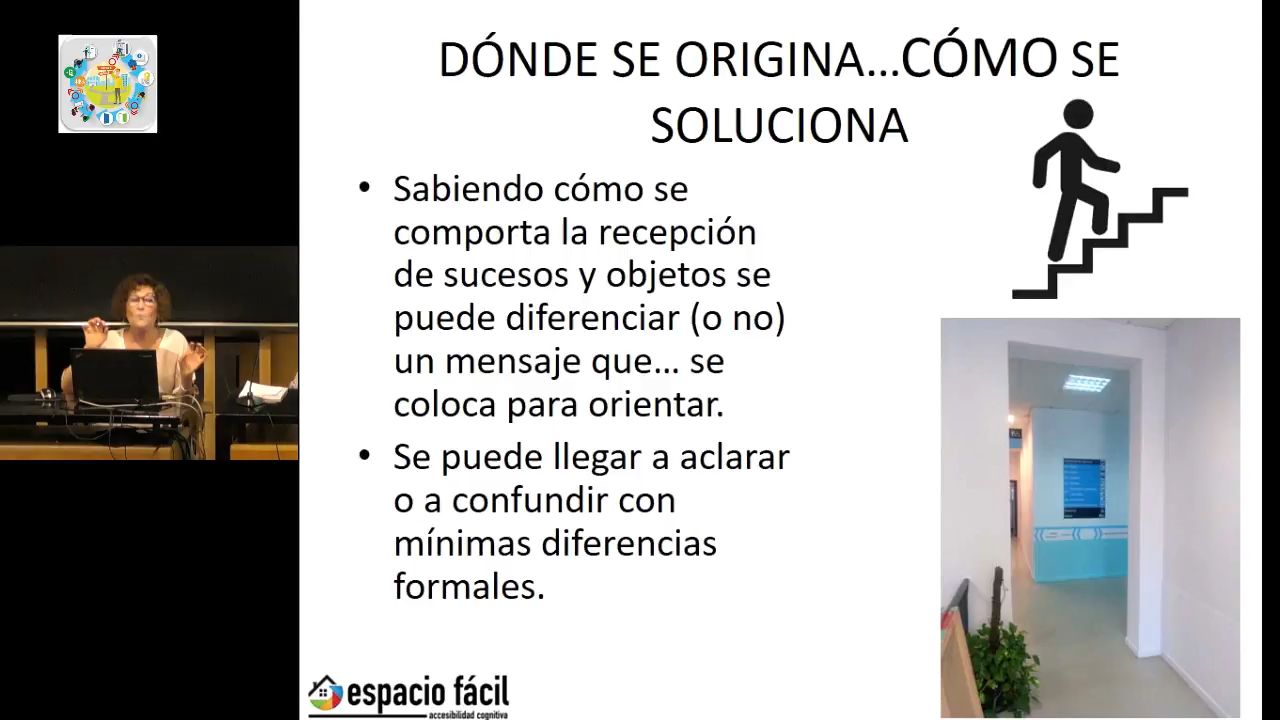 DÓNDE SE ORIGINA...CÓMO SE
SOLUCIONA
• Sabiendo cómo se
comporta la recepción
de sucesos y objetos se
puede diferenciar (o no)
un mensaje que... se
coloca para orientar.
• Se puede llegar a aclarar
o a confundir con
mínimas diferencias
formales.
espacio fácil
accesibilidad cognitiva